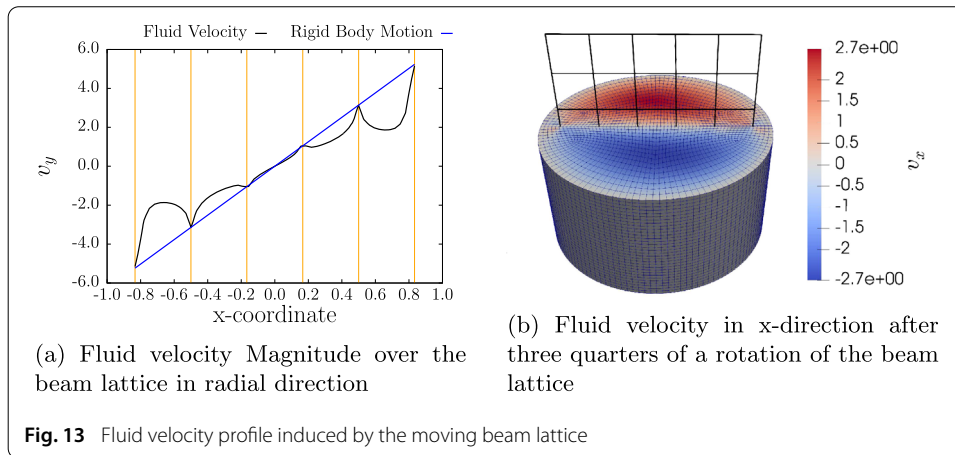 Fluid Velocity Rigid Body Motion
6.0
4.0
2.0
0.0
-2.0
-4.0
-6.0
v_y
-1.0 -0.8 -0.6 -0.4 -0.2 0.0 0.2 0.4 0.6 0.8 1.0
x-coordinate
(a) Fluid velocity Magnitude over the
beam lattice in radial direction
2.7e+00
2
1.5
1
0.5
0
-0.5
-1
-1.5
-2
-2.7e+00
v_x
(b) Fluid velocity in x-direction after
three quarters of a rotation of the beam
lattice
Fig. 13 Fluid velocity profile induced by the moving beam lattice